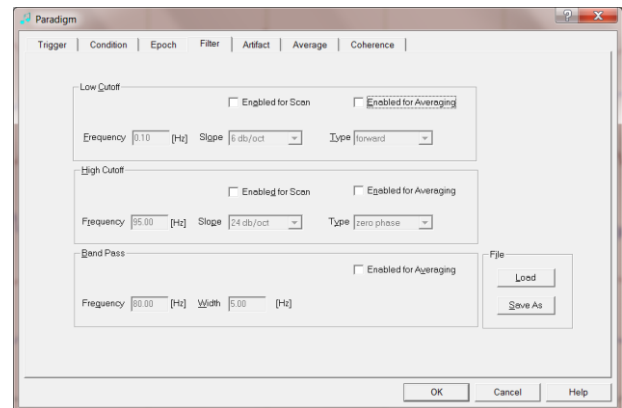 Paradigm
Trigger Condition Epoch Filter Artifact Average Coherence
Low Cutoff
Enabled for Scan Enabled for Averaging
Frequency 0.10 [Hz] Slope 6 db/oct Type forward
High Cutoff
Enabled for Scan Enabled for Averaging
Frequency 95.00 [Hz] Slope 24 db/oct Type zero phase
Band Pass
Enabled for Averaging
Frequency 80.00 [Hz] Width 5.00 [Hz]
File
Load
Save As
OK Cancel Help